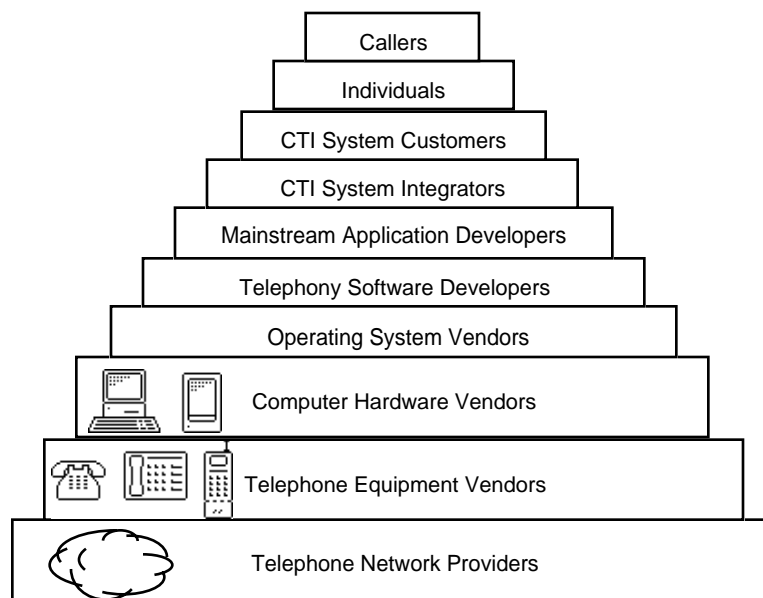 Callers
Individuals
CTI System Customers
CTI System Integrators
Mainstream Application Developers
Telephony Software Developers
Operating System Vendors
Computer Hardware Vendors
Telephone Equipment Vendors
Telephone Network Providers